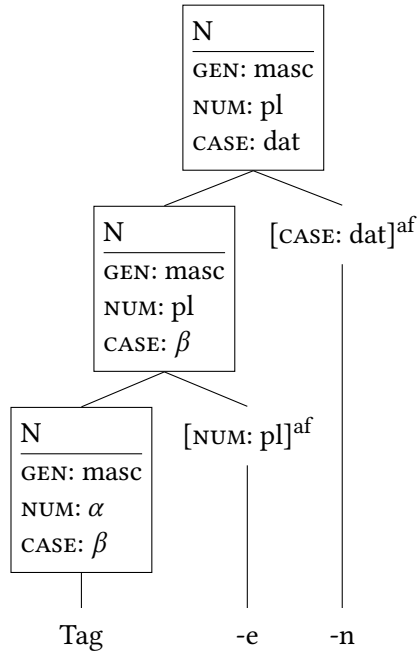 N
GEN: masc
NUM: pl
CASE: dat
N
GEN: masc
NUM: pl
CASE: β
[CASE: dat]af
N
GEN: masc
NUM: α
CASE: β
[NUM: pl]af
Tag -e -n